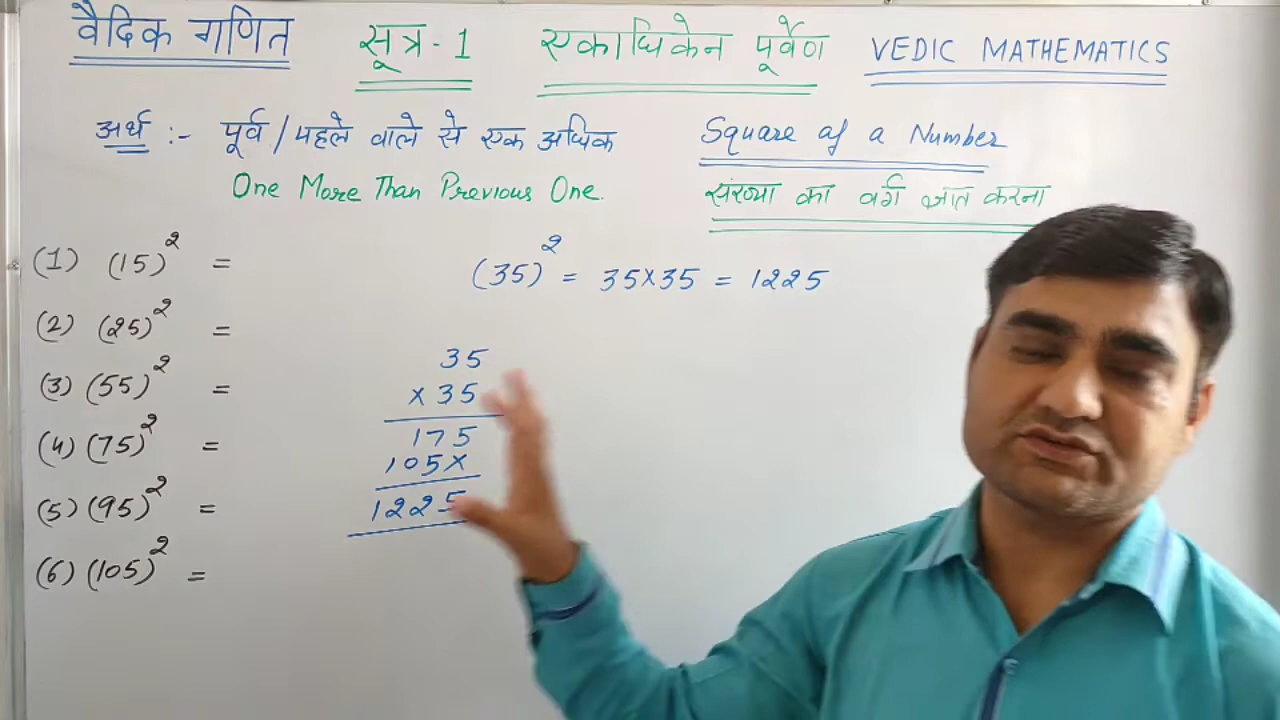 वैदिक गणित सूत्र-1 एकाधिकेन पूर्वेण VEDIC MATHEMATICS
अर्थ :- पूर्व/पहले वाले से एक अधिक
One More Than Previous One.
Square of a Number
संख्या का वर्ग ज्ञात करना
(1) (15)² =
(2) (25)² =
(3) (55)² =
(4) (75)² =
(5) (95)² =
(6) (105)² =
(35)² = 35×35 = 1225
35
×35
175
105×
1225